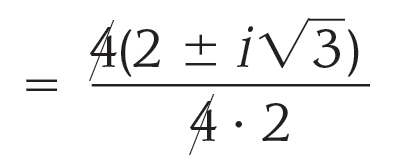 = 4(2 ± i√3)
4 · 2